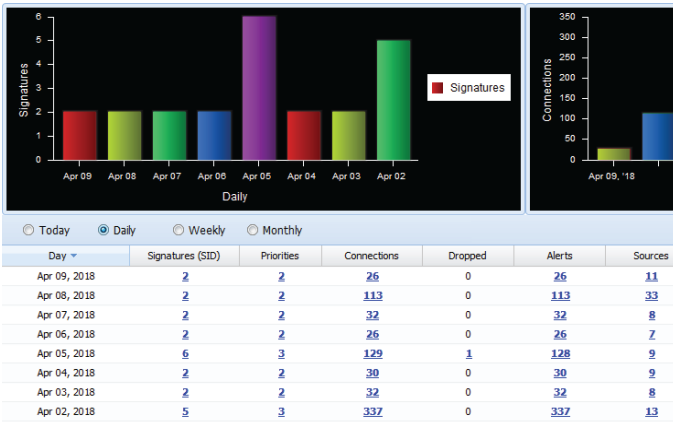 6
5
4
3
2
1
0
Signatures
Apr 09 Apr 08 Apr 07 Apr 06 Apr 05 Apr 04 Apr 03 Apr 02
Daily
Signatures
350
300
250
200
150
100
50
0
Connections
Apr 09, '18
Today Daily Weekly Monthly
Day Signatures (SID) Priorities Connections Dropped Alerts Sources
Apr 09, 2018 2 2 26 0 26 11
Apr 08, 2018 2 2 113 0 113 33
Apr 07, 2018 2 2 32 0 32 8
Apr 06, 2018 2 2 26 0 26 7
Apr 05, 2018 6 3 129 1 128 9
Apr 04, 2018 2 2 30 0 30 9
Apr 03, 2018 2 2 32 0 32 8
Apr 02, 2018 5 3 337 0 337 13